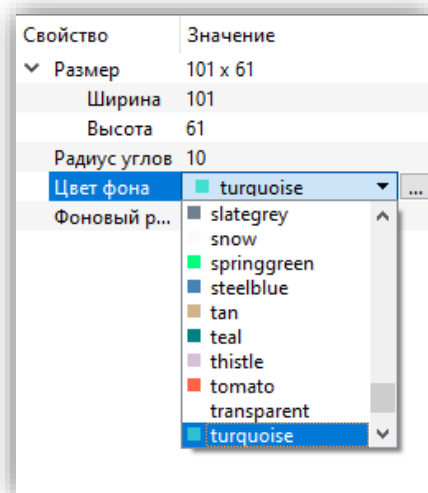 Свойство Значение
Размер 101 x 61
Ширина 101
Высота 61
Радиус углов 10
Цвет фона turquoise ...
Фоновый р...
slategrey
snow
springgreen
steelblue
tan
teal
thistle
tomato
transparent
turquoise